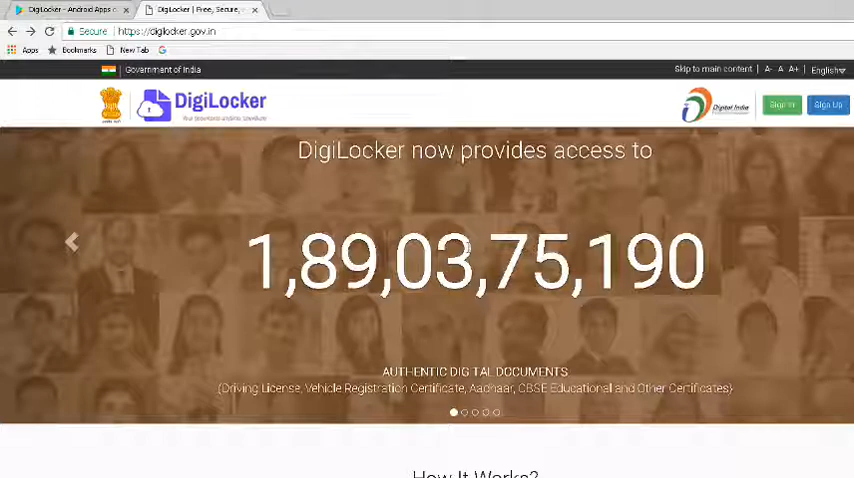 DigiLocker - Android Apps o
DigiLocker | Free, Secure, -
Secure https://digilocker.gov.in
Apps Bookmarks New Tab
Government of India
Skip to main content | A- A A+ | English
DigiLocker
Digital India
Sign In
Sign Up
DigiLocker now provides access to
1,89,03,75,190
AUTHENTIC DIGITAL DOCUMENTS
(Driving License, Vehicle Registration Certificate, Aadhaar, CBSE Educational and Other Certificates)
How It Works?